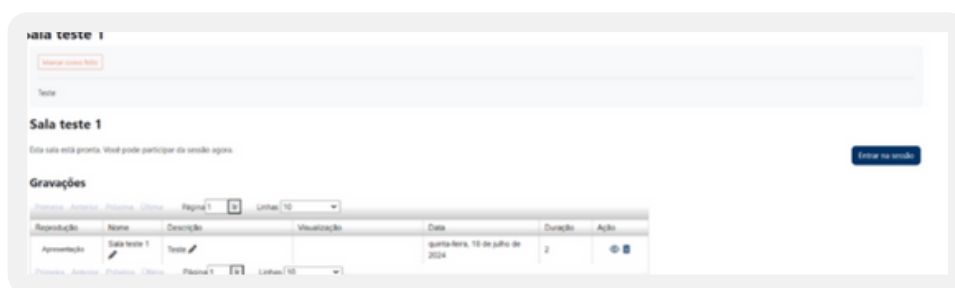 Sala teste 1
Marcar como feito
Teste
Sala teste 1
Esta sala está pronta. Você pode participar da sessão agora.
Entrar na sessão
Gravações
Primeira Anterior Próxima Última Página 1 Ir Linhas 10
Reprodução Nome Descrição Visualização Data Duração Ação
Apresentação Sala teste 1 Teste quinta-feira, 18 de julho de 2024 2
Primeira Anterior Próxima Última Página 1 Ir Linhas 10